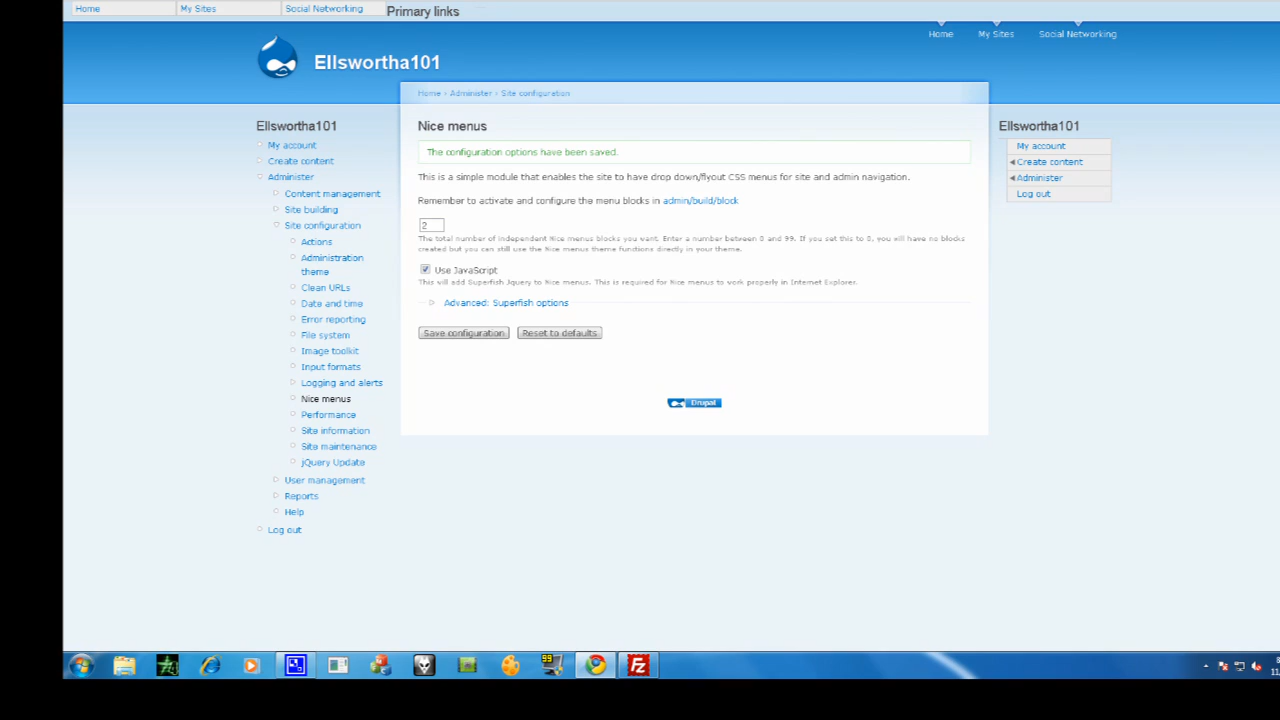 Home My Sites Social Networking Primary links
Home My Sites Social Networking
Ellswortha101
Home › Administer › Site configuration
Ellswortha101
My account
Create content
Administer
Content management
Site building
Site configuration
Actions
Administration
theme
Clean URLs
Date and time
Error reporting
File system
Image toolkit
Input formats
Logging and alerts
Nice menus
Performance
Site information
Site maintenance
jQuery Update
User management
Reports
Help
Log out
Nice menus
The configuration options have been saved.
This is a simple module that enables the site to have drop down/flyout CSS menus for site and admin navigation.
Remember to activate and configure the menu blocks in admin/build/block
2
The total number of independent Nice menus blocks you want. Enter a number between 0 and 99. If you set this to 0, you will have no blocks
created but you can still use the Nice menus theme functions directly in your theme.
Use JavaScript
This will add Superfish Jquery to Nice menus. This is required for Nice menus to work properly in Internet Explorer.
Advanced: Superfish options
Save configuration Reset to defaults
Drupal
Ellswortha101
My account
Create content
Administer
Log out
99
FZ